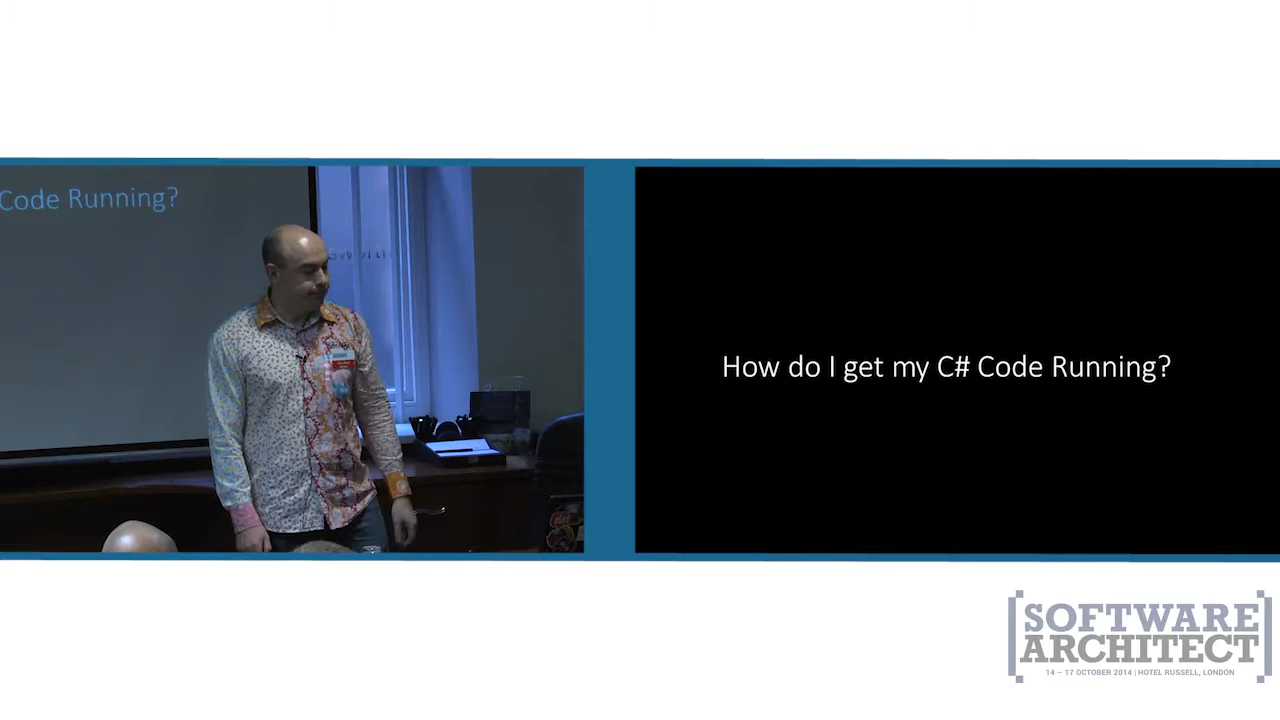 Code Running?
How do I get my C# Code Running?
[SOFTWARE
ARCHITECT]
14 – 17 OCTOBER 2014 | HOTEL RUSSELL, LONDON